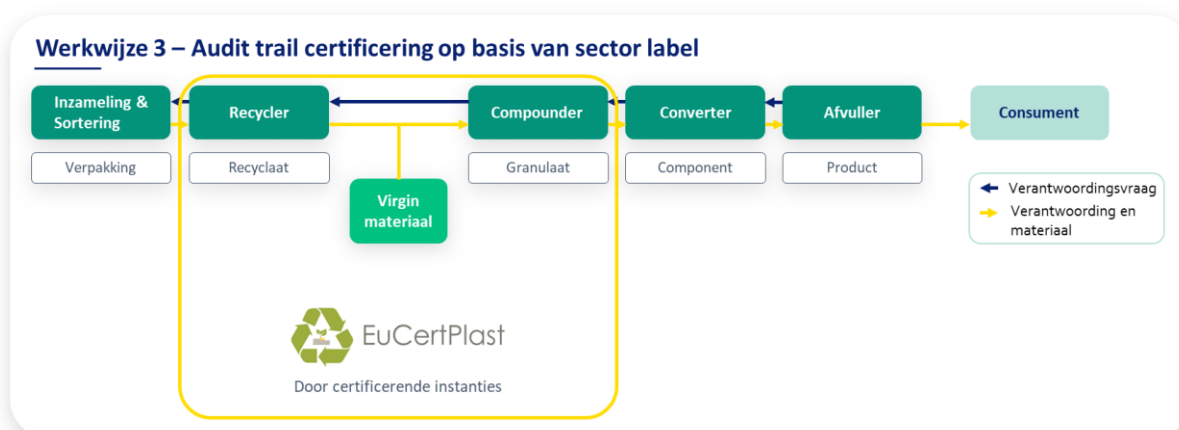 Werkwijze 3 – Audit trail certificering op basis van sector label
Inzameling &
Sortering
Recycler
Compounder
Converter
Afvuller
Consument
Verpakking
Recyclaat
Granulaat
Component
Product
Virgin
materiaal
Verantwoordingsvraag
Verantwoording en
materiaal
EuCertPlast
Door certificerende instanties